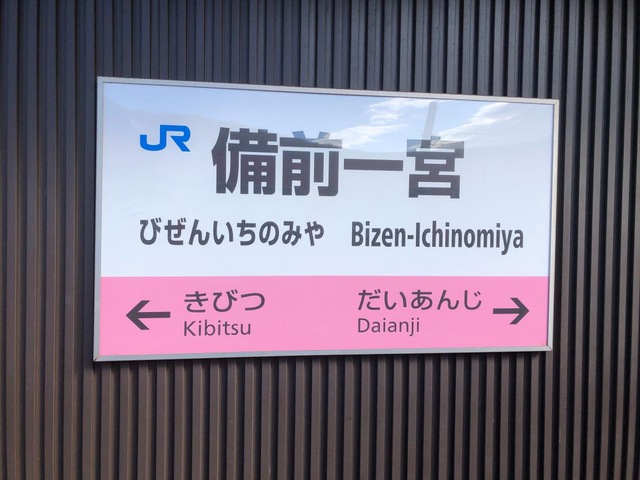 JR 備前一宮
びぜんいちのみや Bizen-Ichinomiya
← きびつ だいあんじ →
Kibitsu Daianji